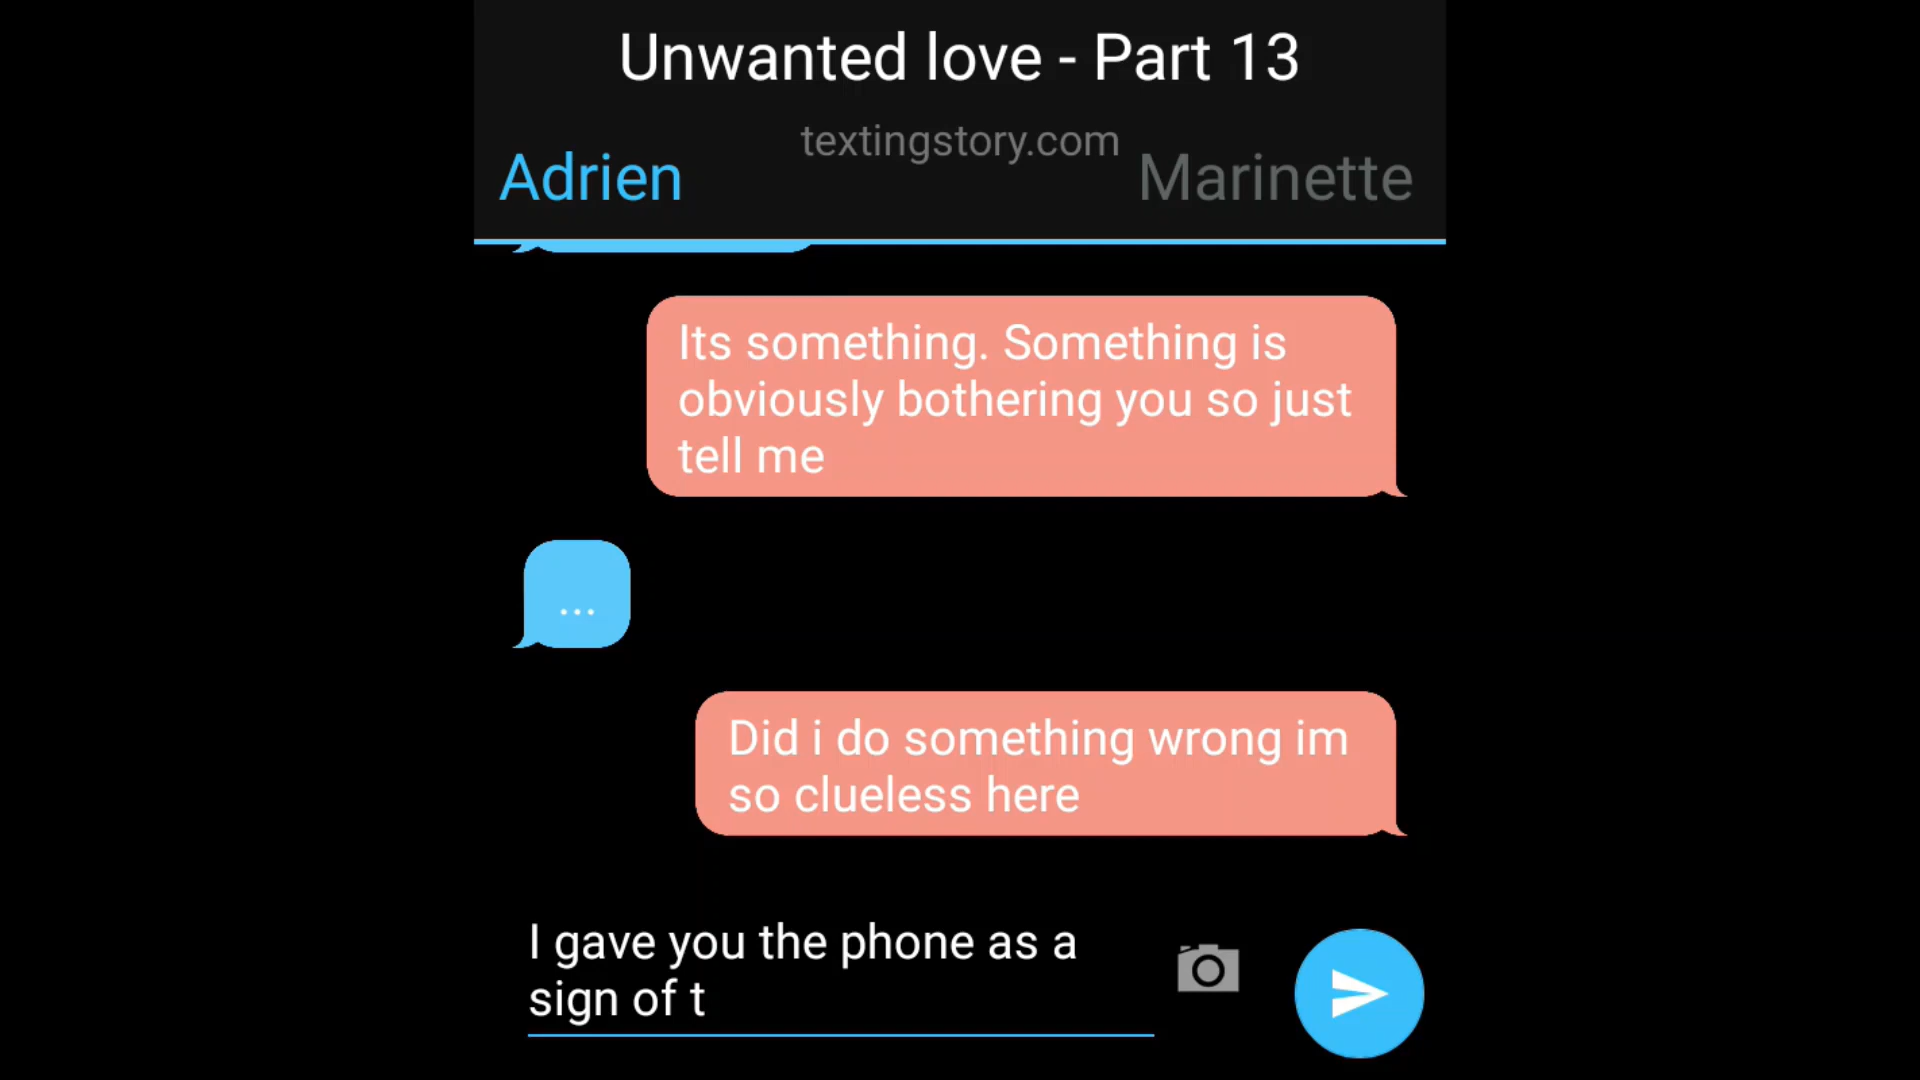 Unwanted love - Part 13
textingstory.com
Adrien
Marinette
Its something. Something is
obviously bothering you so just
tell me
...
Did i do something wrong im
so clueless here
I gave you the phone as a
sign of t